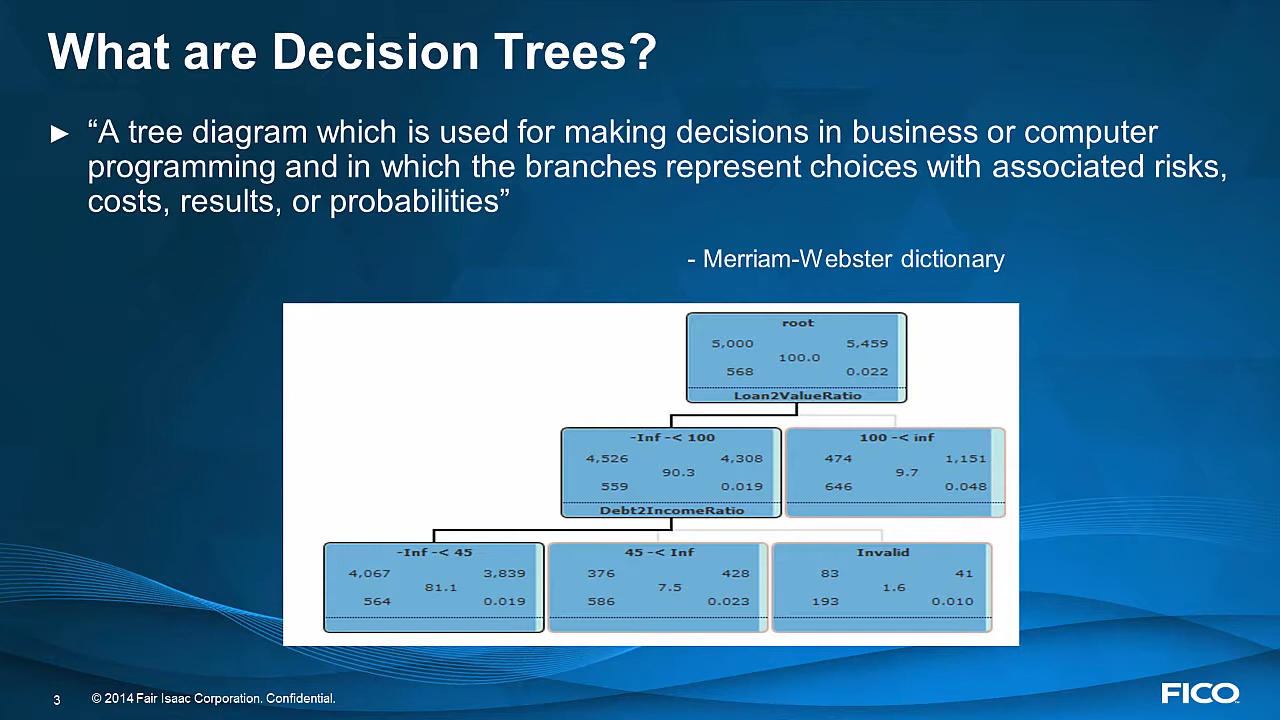 What are Decision Trees?
► “A tree diagram which is used for making decisions in business or computer
programming and in which the branches represent choices with associated risks,
costs, results, or probabilities”
- Merriam-Webster dictionary
root
5,000 5,459
100.0
568 0.022
Loan2ValueRatio
-Inf -< 100
4,526 4,308
90.3
559 0.019
Debt2IncomeRatio
100 -< inf
474 1,151
9.7
646 0.048
-Inf -< 45
4,067 3,839
81.1
564 0.019
45 -< Inf
376 428
7.5
586 0.023
Invalid
83 41
1.6
193 0.010
3 © 2014 Fair Isaac Corporation. Confidential.
FICO